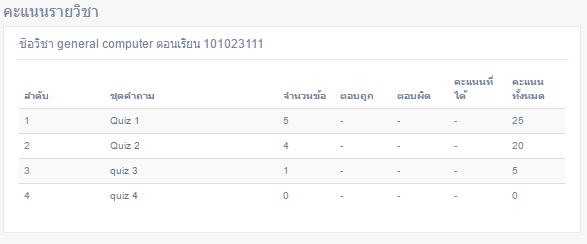 คะแนนรายวิชา
ชื่อวิชา general computer ตอนเรียน 101023111
ลำดับ ชุดคำถาม จำนวนข้อ ตอบถูก ตอบผิด คะแนนที่ได้ คะแนนทั้งหมด
1 Quiz 1 5 - - - 25
2 Quiz 2 4 - - - 20
3 quiz 3 1 - - - 5
4 quiz 4 0 - - - 0